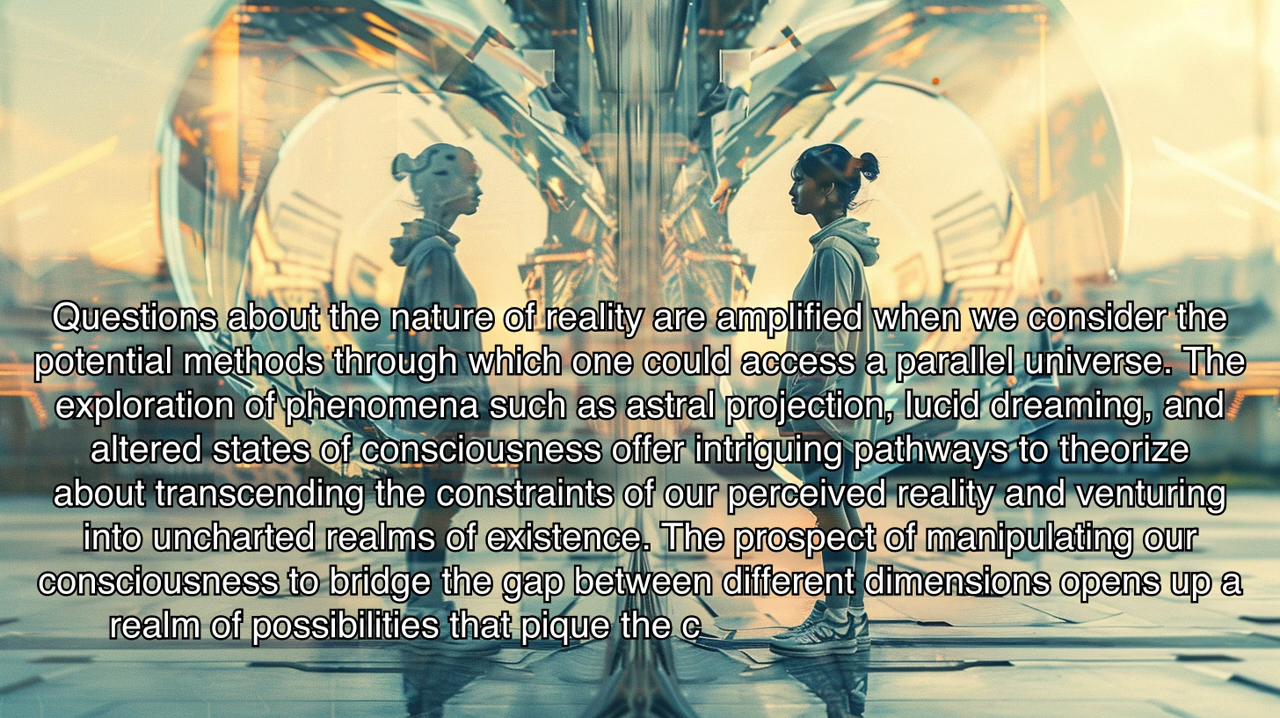 Questions about the nature of reality are amplified when we consider the
potential methods through which one could access a parallel universe. The
exploration of phenomena such as astral projection, lucid dreaming, and
altered states of consciousness offer intriguing pathways to theorize
about transcending the constraints of our perceived reality and venturing
into uncharted realms of existence. The prospect of manipulating our
consciousness to bridge the gap between different dimensions opens up a
realm of possibilities that pique the c